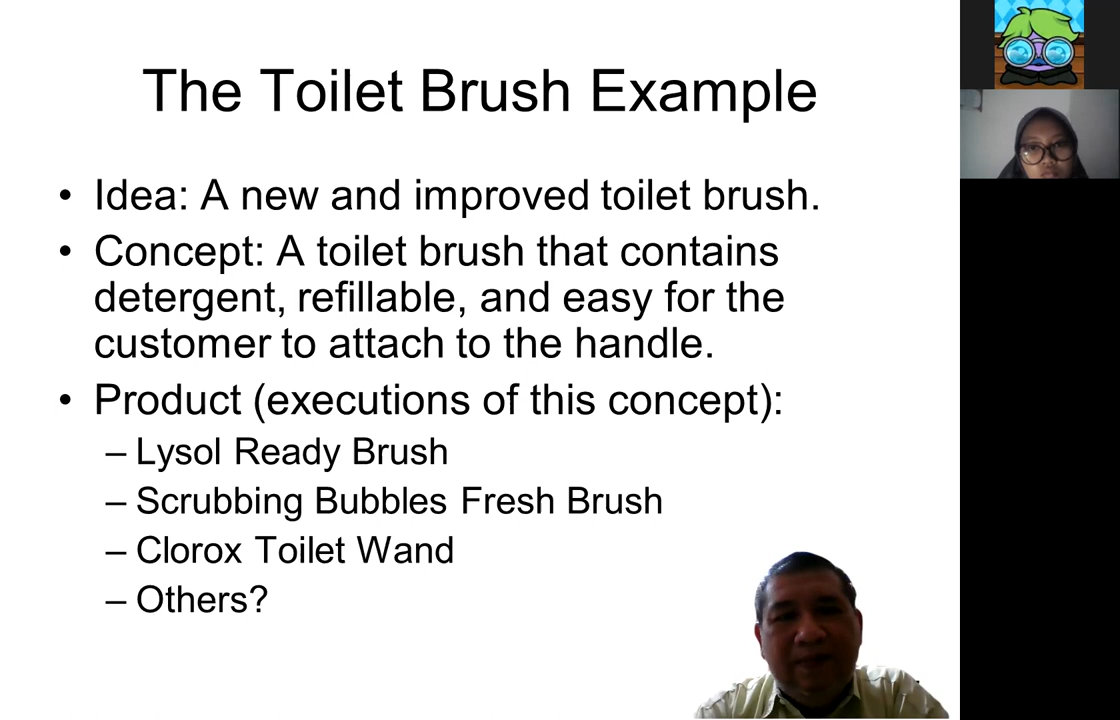 The Toilet Brush Example
• Idea: A new and improved toilet brush.
• Concept: A toilet brush that contains
detergent, refillable, and easy for the
customer to attach to the handle.
• Product (executions of this concept):
– Lysol Ready Brush
– Scrubbing Bubbles Fresh Brush
– Clorox Toilet Wand
– Others?